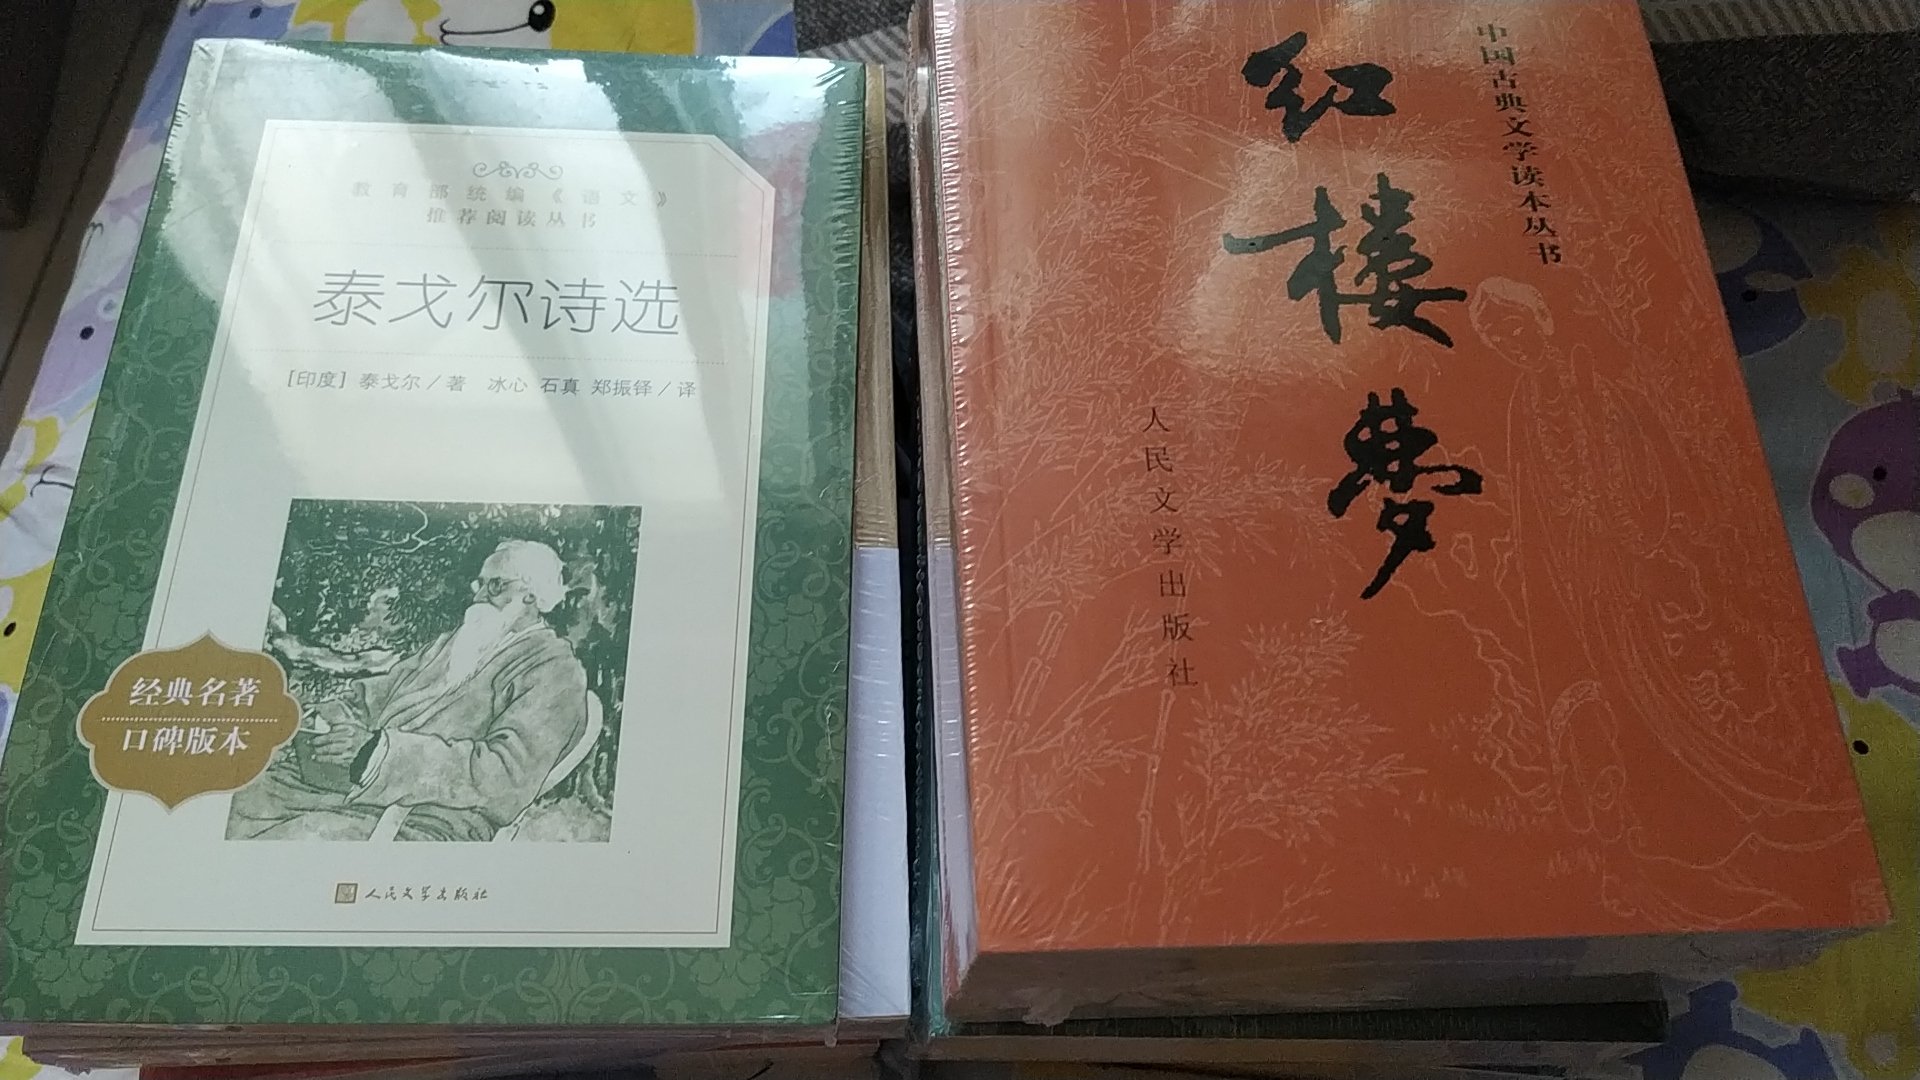 教育部统编《语文》
推荐阅读丛书
泰戈尔诗选
[印度] 泰戈尔／著 冰心 石真 郑振铎／译
经典名著
口碑版本
人民文学出版社
中国古典文学读本丛书
红楼梦
人民文学出版社